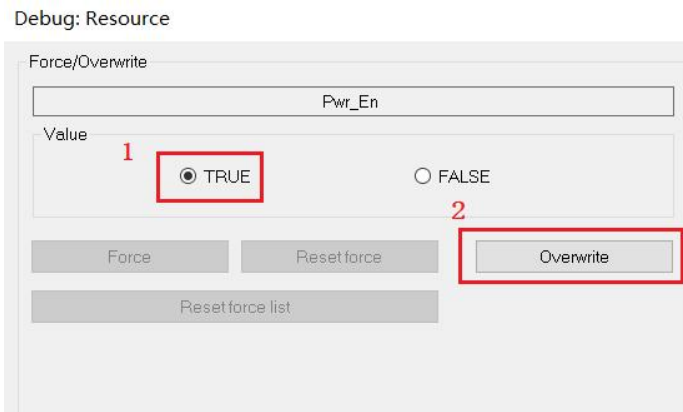 Debug: Resource
Force/Overwrite
Pwr_En
Value
1
TRUE
FALSE
2
Force
Reset force
Overwrite
Reset force list